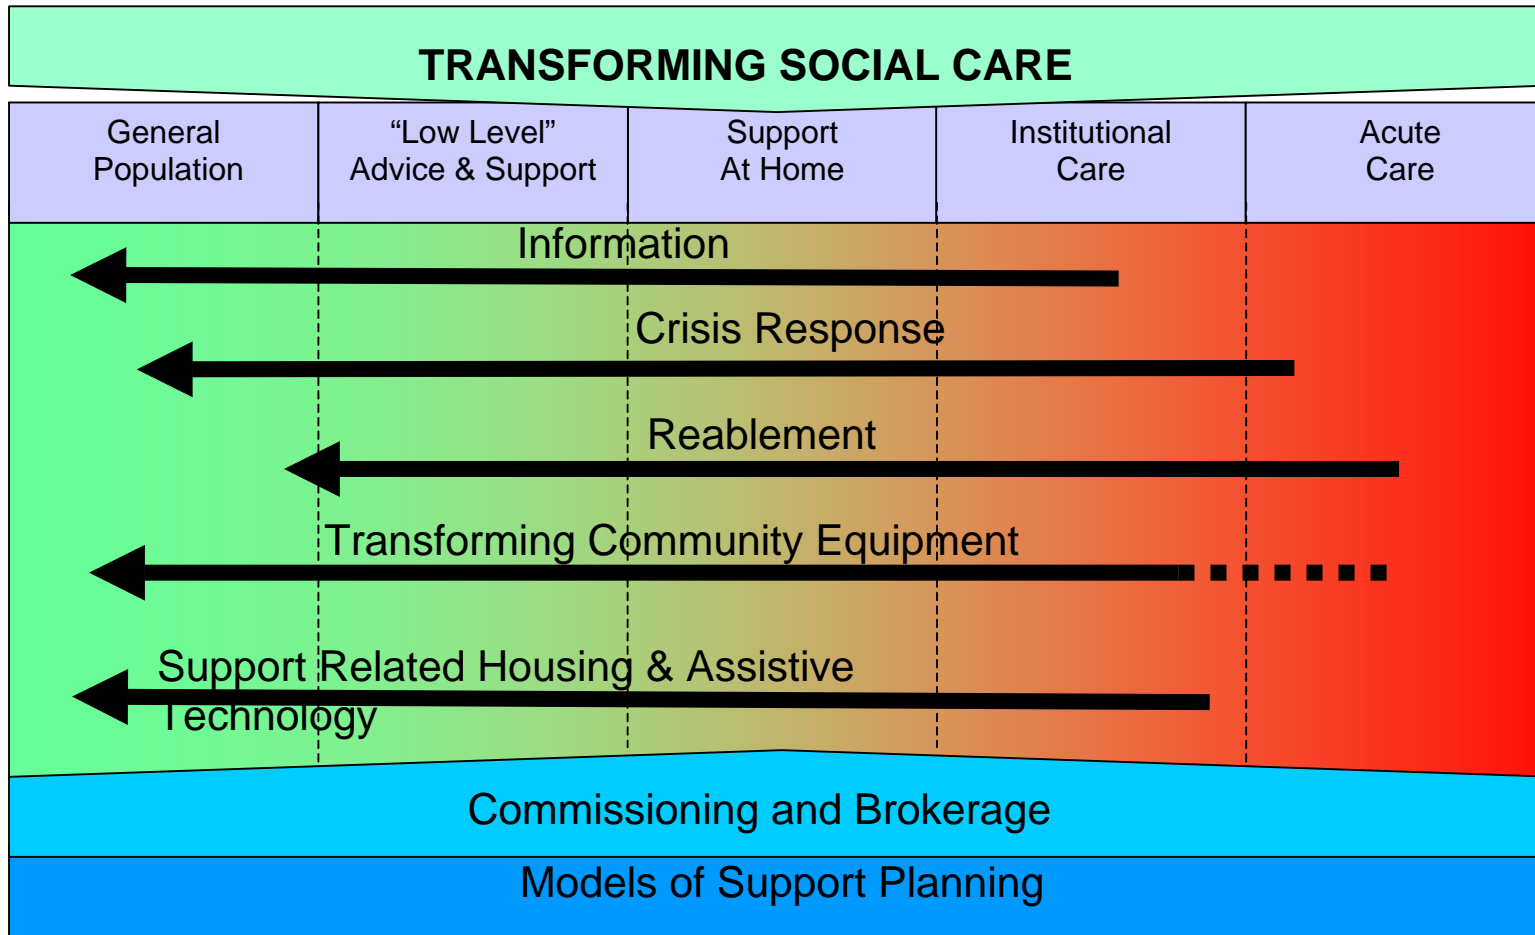 TRANSFORMING SOCIAL CARE
General
Population
“Low Level”
Advice & Support
Support
At Home
Institutional
Care
Acute
Care
Information
Crisis Response
Reablement
Transforming Community Equipment
Support Related Housing & Assistive
Technology
Commissioning and Brokerage
Models of Support Planning